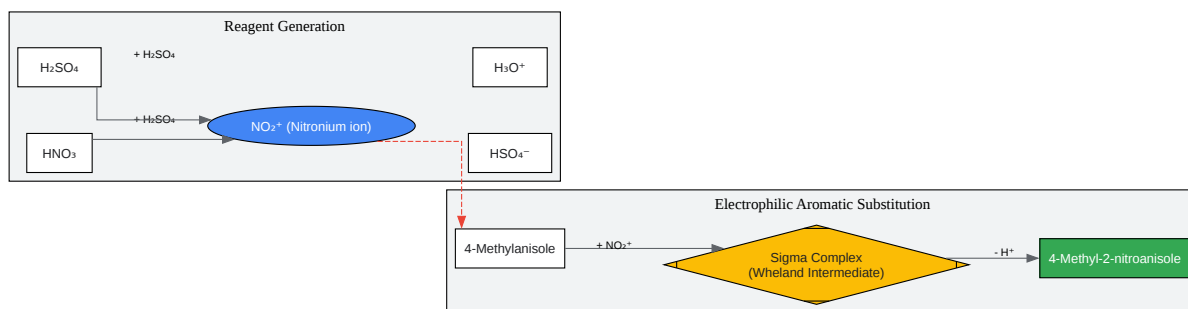 Reagent Generation
H₂SO₄
+ H₂SO₄
H₃O⁺
+ H₂SO₄
NO₂⁺ (Nitronium ion)
HNO₃
HSO₄⁻
Electrophilic Aromatic Substitution
4-Methylanisole
+ NO₂⁺
Sigma Complex
(Wheland Intermediate)
- H⁺
4-Methyl-2-nitroanisole